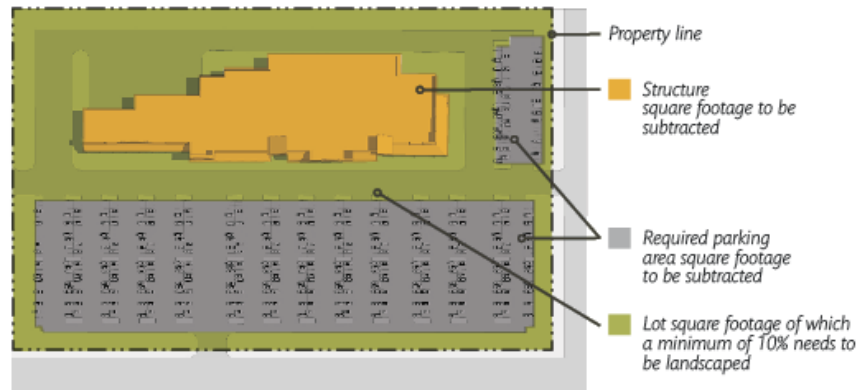 Property line
Structure
square footage to be
subtracted
Required parking
area square footage
to be subtracted
Lot square footage of which
a minimum of 10% needs to
be landscaped